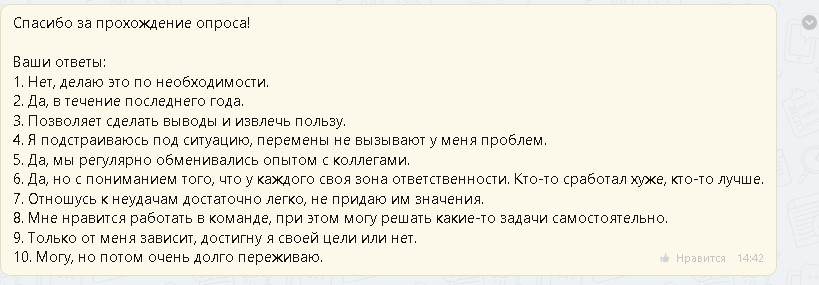 Спасибо за прохождение опроса!
Ваши ответы:
1. Нет, делаю это по необходимости.
2. Да, в течение последнего года.
3. Позволяет сделать выводы и извлечь пользу.
4. Я подстраиваюсь под ситуацию, перемены не вызывают у меня проблем.
5. Да, мы регулярно обменивались опытом с коллегами.
6. Да, но с пониманием того, что у каждого своя зона ответственности. Кто-то сработал хуже, кто-то лучше.
7. Отношусь к неудачам достаточно легко, не придаю им значения.
8. Мне нравится работать в команде, при этом могу решать какие-то задачи самостоятельно.
9. Только от меня зависит, достигну я своей цели или нет.
10. Могу, но потом очень долго переживаю. Нравится 14:42